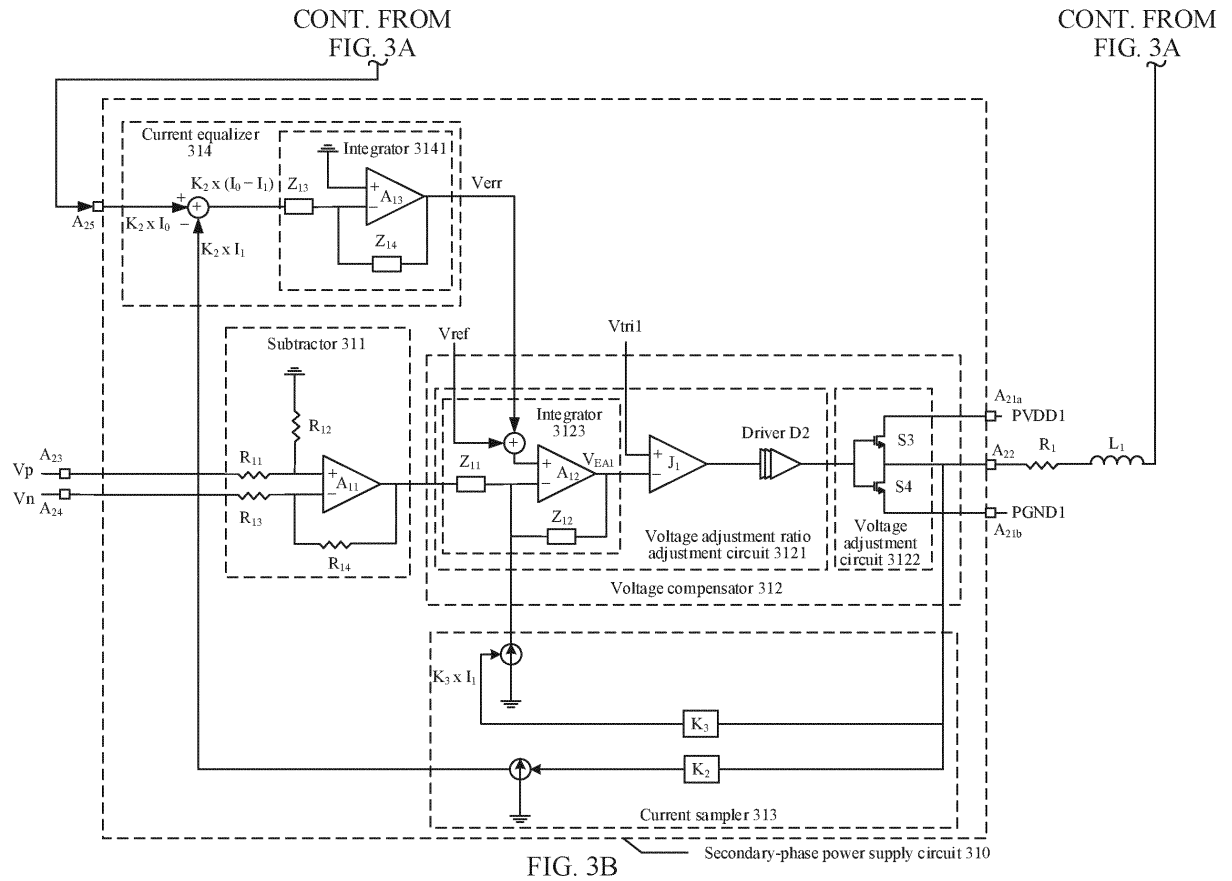 CONT. FROM
FIG. 3A
CONT. FROM
FIG. 3A
Current equalizer
314
Integrator 3141
K₂ x (I₀ – I₁)
Z₁₃
+
A₁₃
−
Verr
+
+
−
A₂₅
K₂ x I₀
K₂ x I₁
Z₁₄
Vref
Vtri1
Subtractor 311
R₁₂
Integrator
3123
+
Driver D2
A₂₁ₐ
PVDD1
S3
A₂₃
Vp
Vn
A₂₄
R₁₁
R₁₃
+
A₁₁
−
Z₁₁
+
A₁₂
−
V_EA1
+
J₁
−
A₂₂
R₁
L₁
S4
Z₁₂
PGND1
A₂₁b
R₁₄
Voltage adjustment ratio
adjustment circuit 3121
Voltage
adjustment
circuit 3122
Voltage compensator 312
K₃ x I₁
K₃
K₂
Current sampler 313
Secondary-phase power supply circuit 310
FIG. 3B